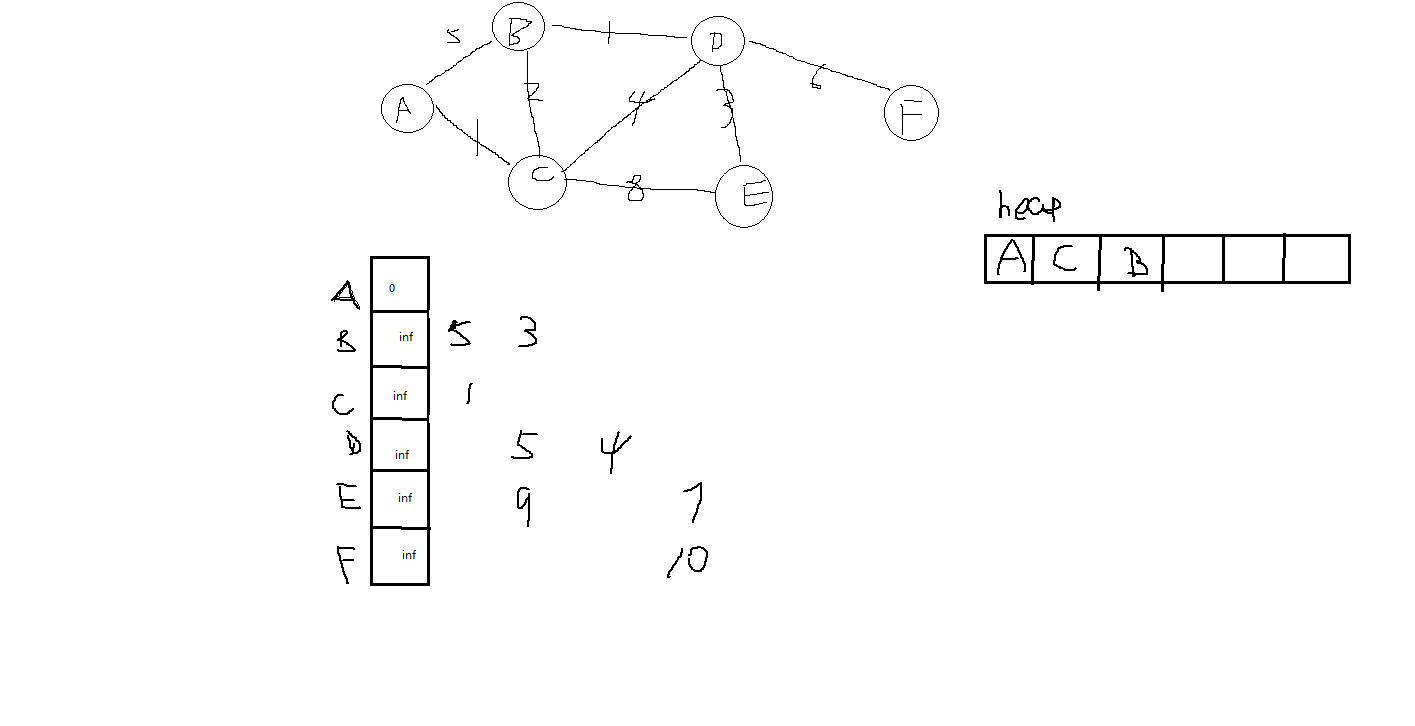 5 B 1 D
A 2 4 3 6 F
1 C 8 E
heap
A C B
A 0
B inf 5 3
C inf 1
D inf 5 4
E inf 9 7
F inf 10